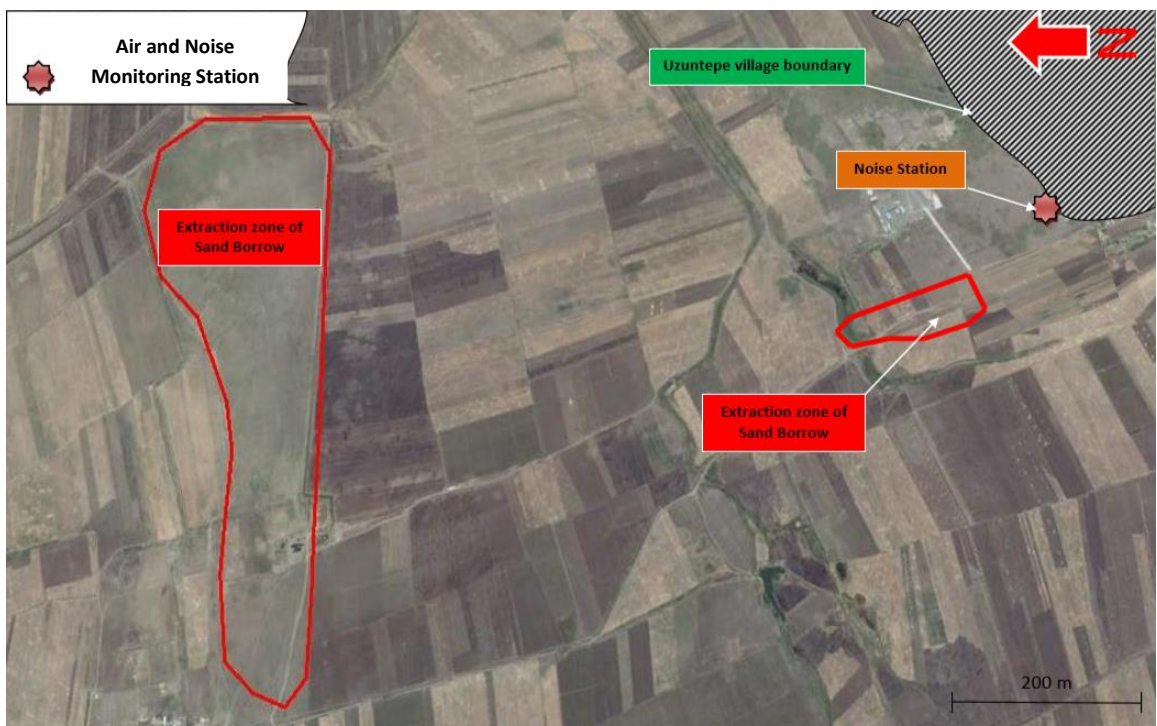 Air and Noise
Monitoring Station
Uzuntepe village boundary
N
Noise Station
Extraction zone of
Sand Borrow
Extraction zone of
Sand Borrow
200 m